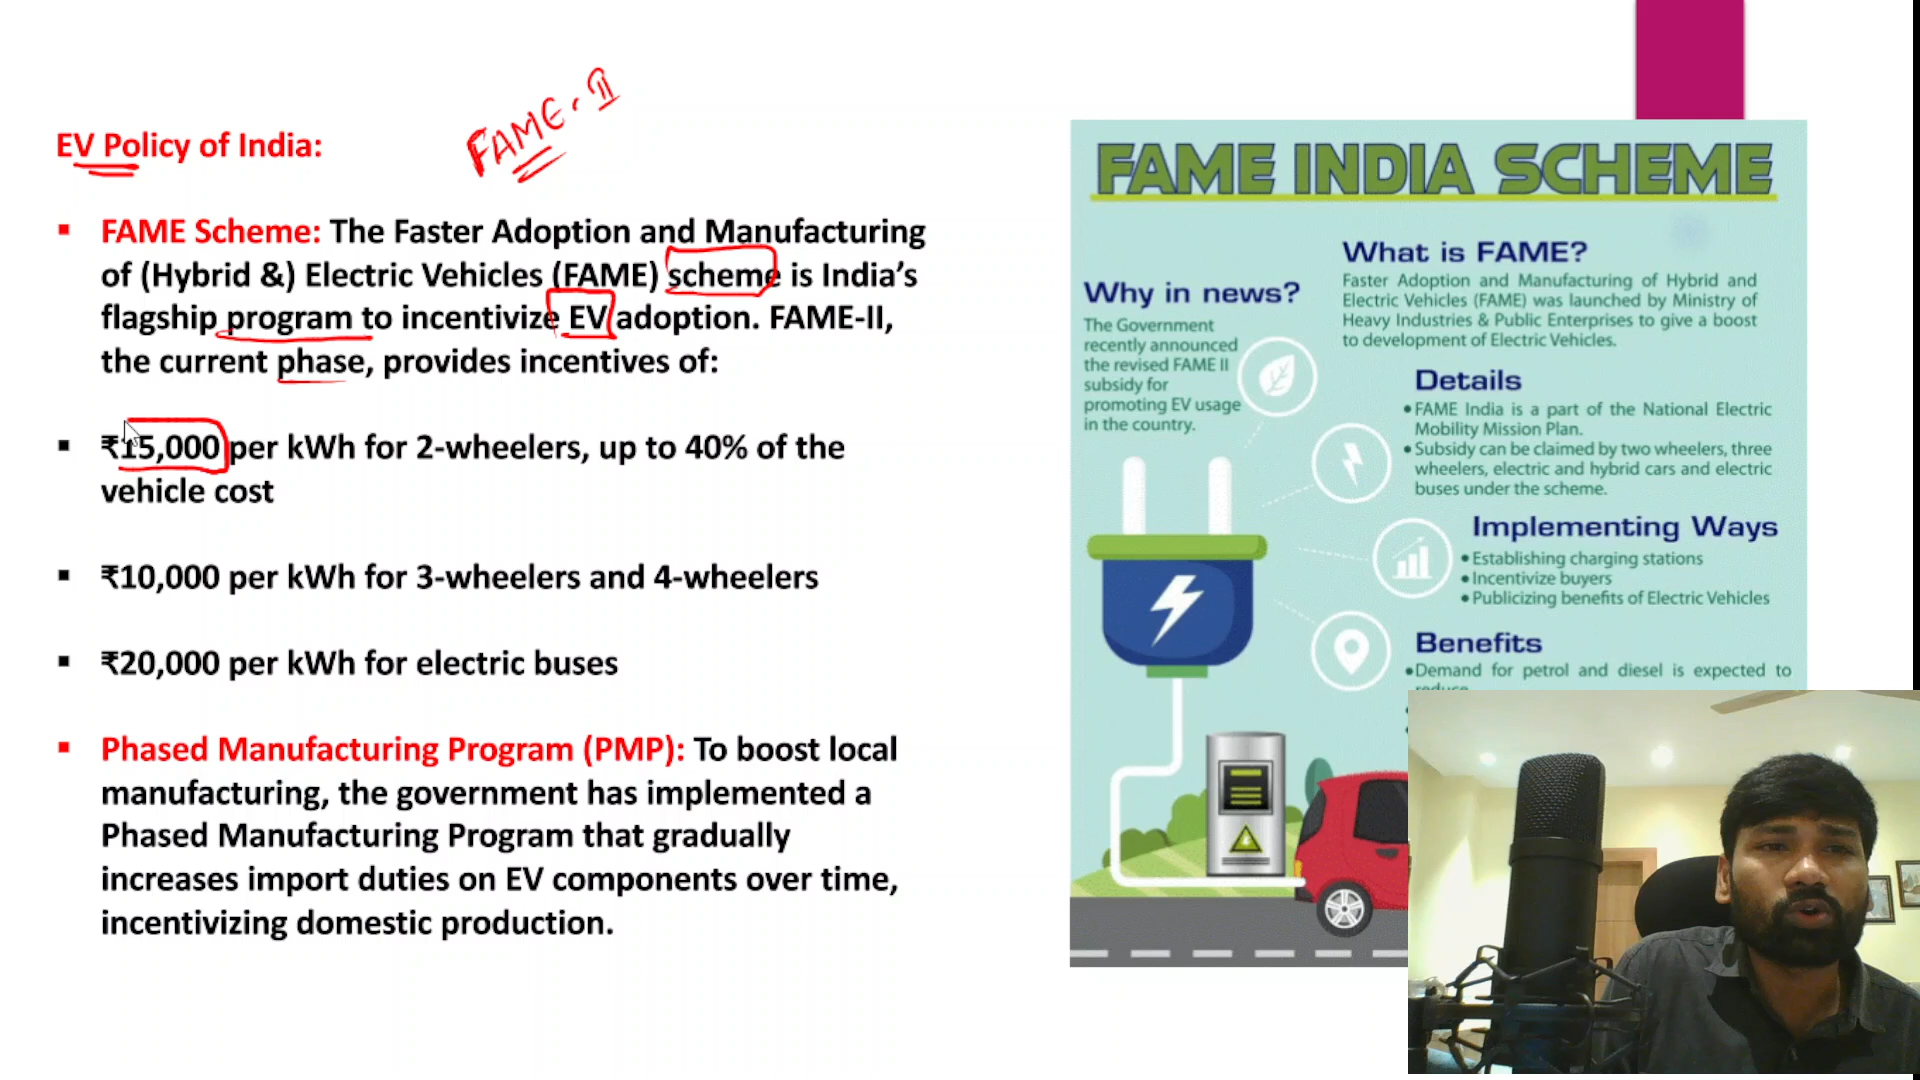 EV Policy of India:
FAME-II
FAME Scheme: The Faster Adoption and Manufacturing
of (Hybrid &) Electric Vehicles (FAME) scheme is India’s
flagship program to incentivize EV adoption. FAME-II,
the current phase, provides incentives of:
₹15,000 per kWh for 2-wheelers, up to 40% of the
vehicle cost
₹10,000 per kWh for 3-wheelers and 4-wheelers
₹20,000 per kWh for electric buses
Phased Manufacturing Program (PMP): To boost local
manufacturing, the government has implemented a
Phased Manufacturing Program that gradually
increases import duties on EV components over time,
incentivizing domestic production.
FAME INDIA SCHEME
Why in news?
The Government
recently announced
the revised FAME II
subsidy for
promoting EV usage
in the country.
What is FAME?
Faster Adoption and Manufacturing of Hybrid and
Electric Vehicles (FAME) was launched by Ministry of
Heavy Industries & Public Enterprises to give a boost
to development of Electric Vehicles.
Details
•FAME India is a part of the National Electric
Mobility Mission Plan.
•Subsidy can be claimed by two wheelers, three
wheelers, electric and hybrid cars and electric
buses under the scheme.
Implementing Ways
•Establishing charging stations
•Incentivize buyers
•Publicizing benefits of Electric Vehicles
Benefits
•Demand for petrol and diesel is expected to